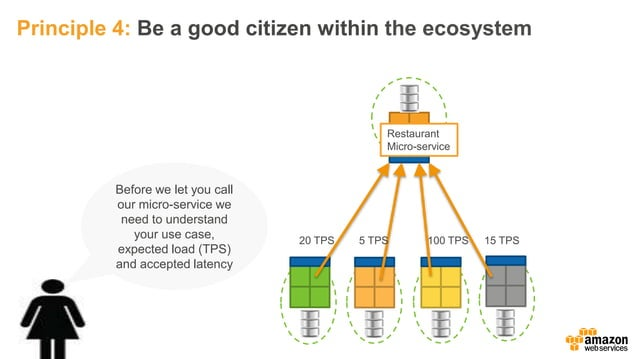 Principle 4: Be a good citizen within the ecosystem
Restaurant
Micro-service
Before we let you call
our micro-service we
need to understand
your use case,
expected load (TPS)
and accepted latency
20 TPS
5 TPS
100 TPS
15 TPS
amazon
webservices